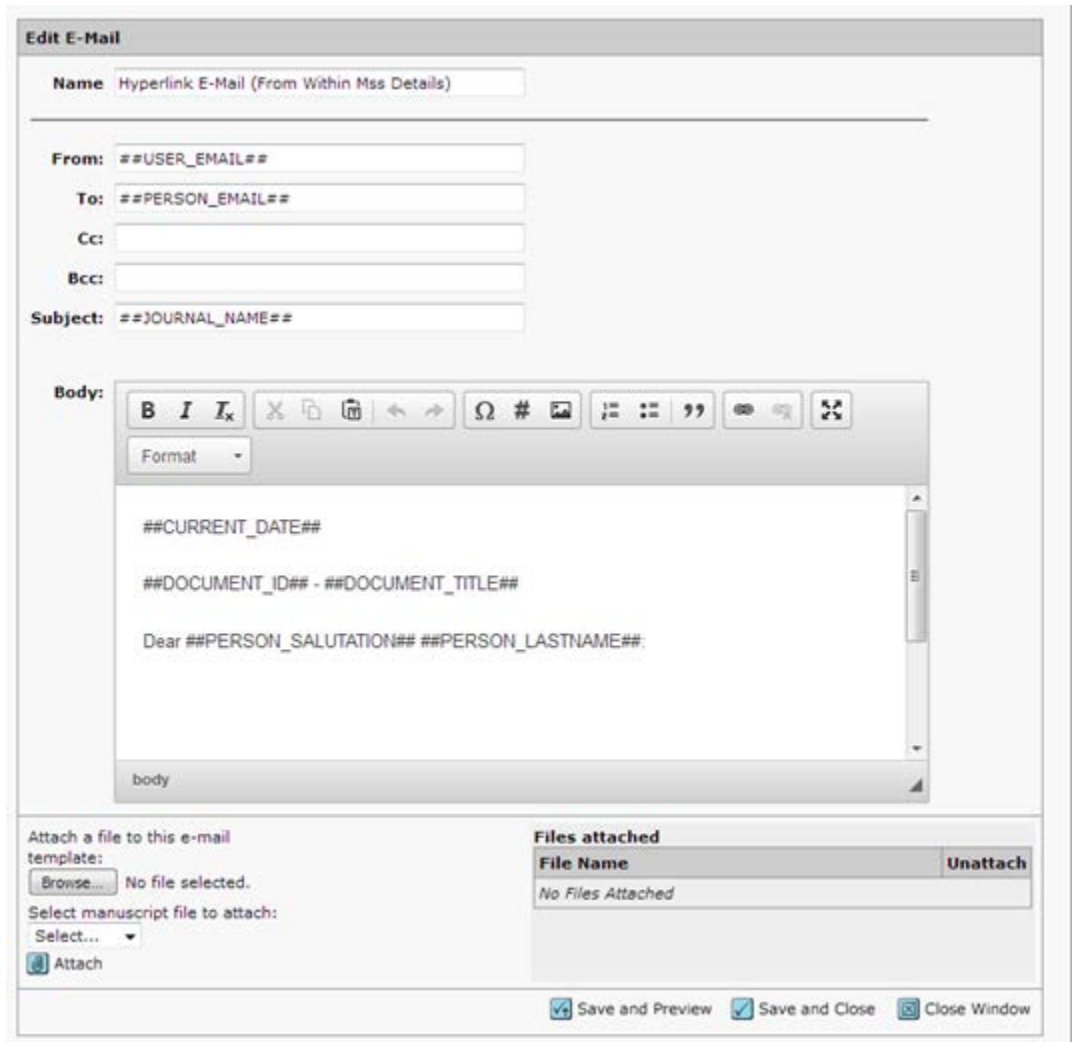 Edit E-Mail
Name Hyperlink E-Mail (From Within Mss Details)
From: ##USER_EMAIL##
To: ##PERSON_EMAIL##
Cc:
Bcc:
Subject: ##JOURNAL_NAME##
Body:
B I Tx Ω #
Format
##CURRENT_DATE##
##DOCUMENT_ID## - ##DOCUMENT_TITLE##
Dear ##PERSON_SALUTATION## ##PERSON_LASTNAME##:
body
Attach a file to this e-mail
template:
Browse... No file selected.
Select manuscript file to attach:
Select...
Attach
Files attached
File Name Unattach
No Files Attached
Save and Preview Save and Close Close Window